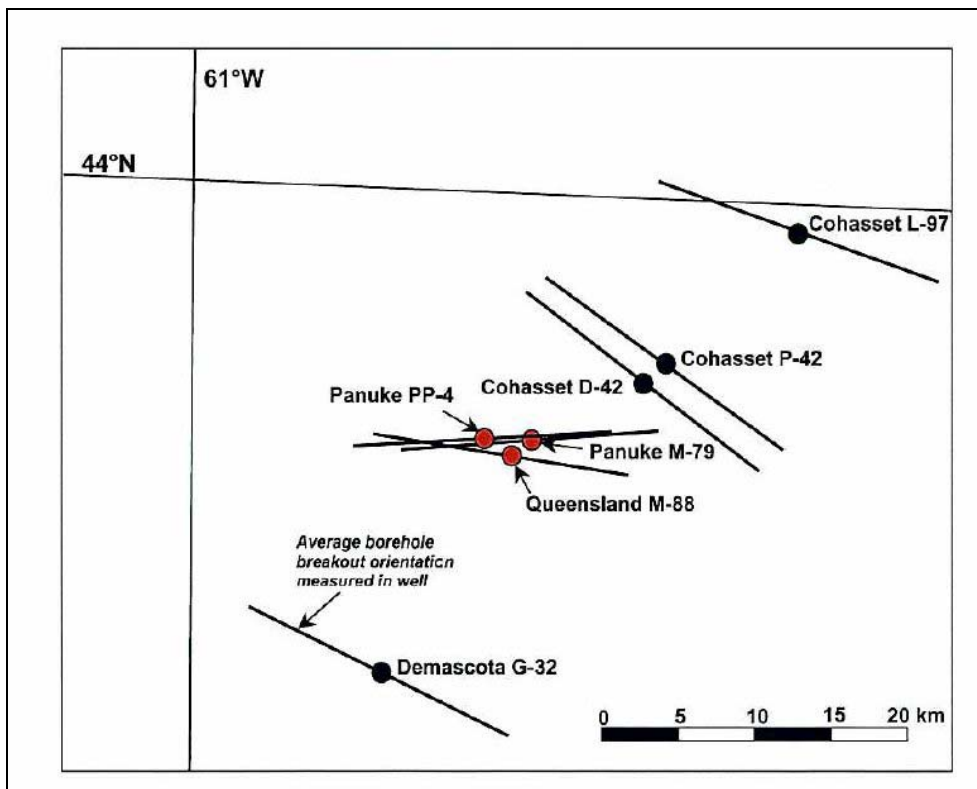 61°W
44°N
Cohasset L-97
Cohasset P-42
Cohasset D-42
Panuke PP-4
Panuke M-79
Queensland M-88
Average borehole
breakout orientation
measured in well
Demascota G-32
0 5 10 15 20 km